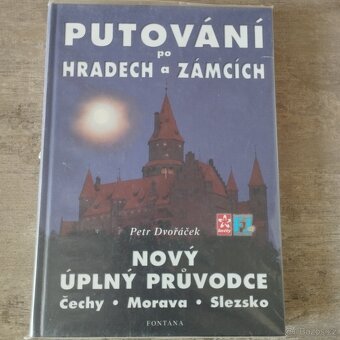 PUTOVÁNÍ
po
HRADECH a ZÁMCÍCH
Petr Dvořáček
NOVÝ
ÚPLNÝ PRŮVODCE
Čechy • Morava • Slezsko
FONTÁNA